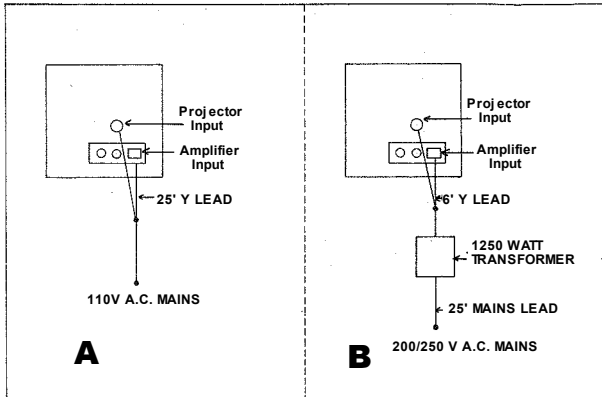 Projector
Input
Amplifier
Input
25' Y LEAD
110V A.C. MAINS
A
Projector
Input
Amplifier
Input
6' Y LEAD
1250 WATT
TRANSFORMER
25' MAINS LEAD
200/250 V A.C. MAINS
B